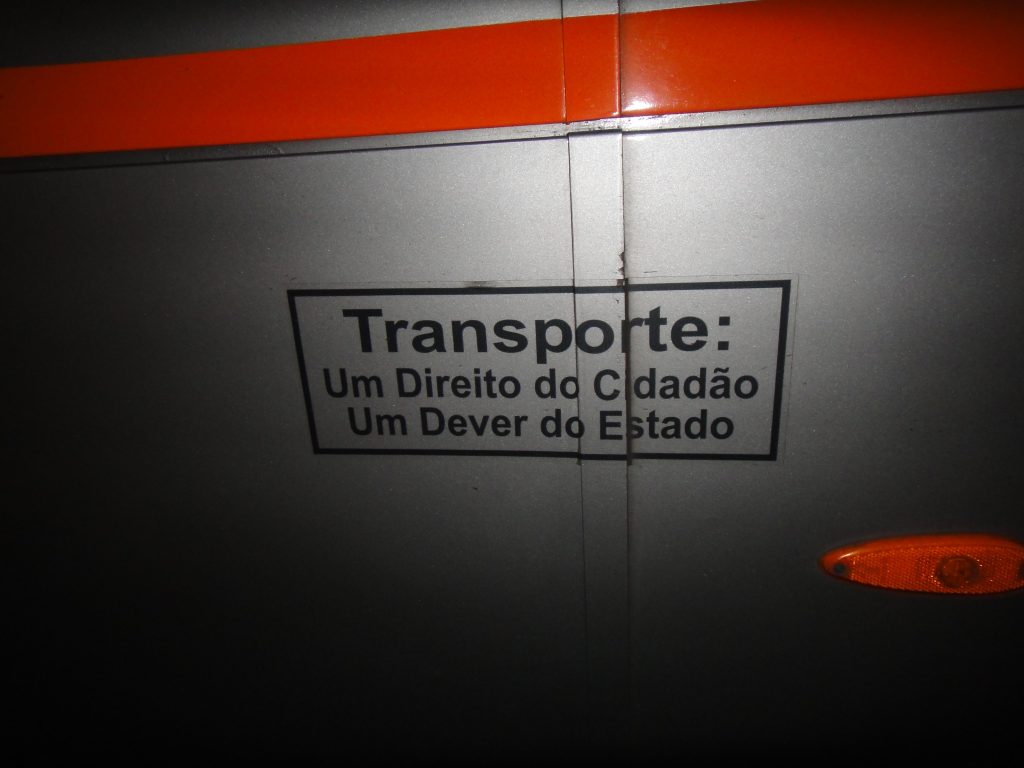 Transporte:
Um Direito do Cidadão
Um Dever do Estado